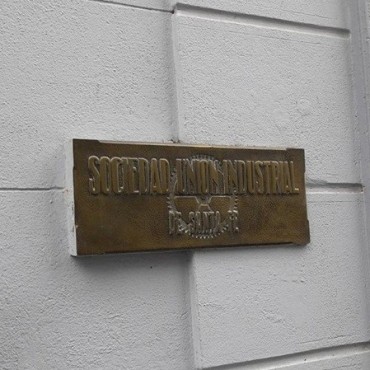 SOCIEDAD UNION INDUSTRIAL
DE SANTA FE